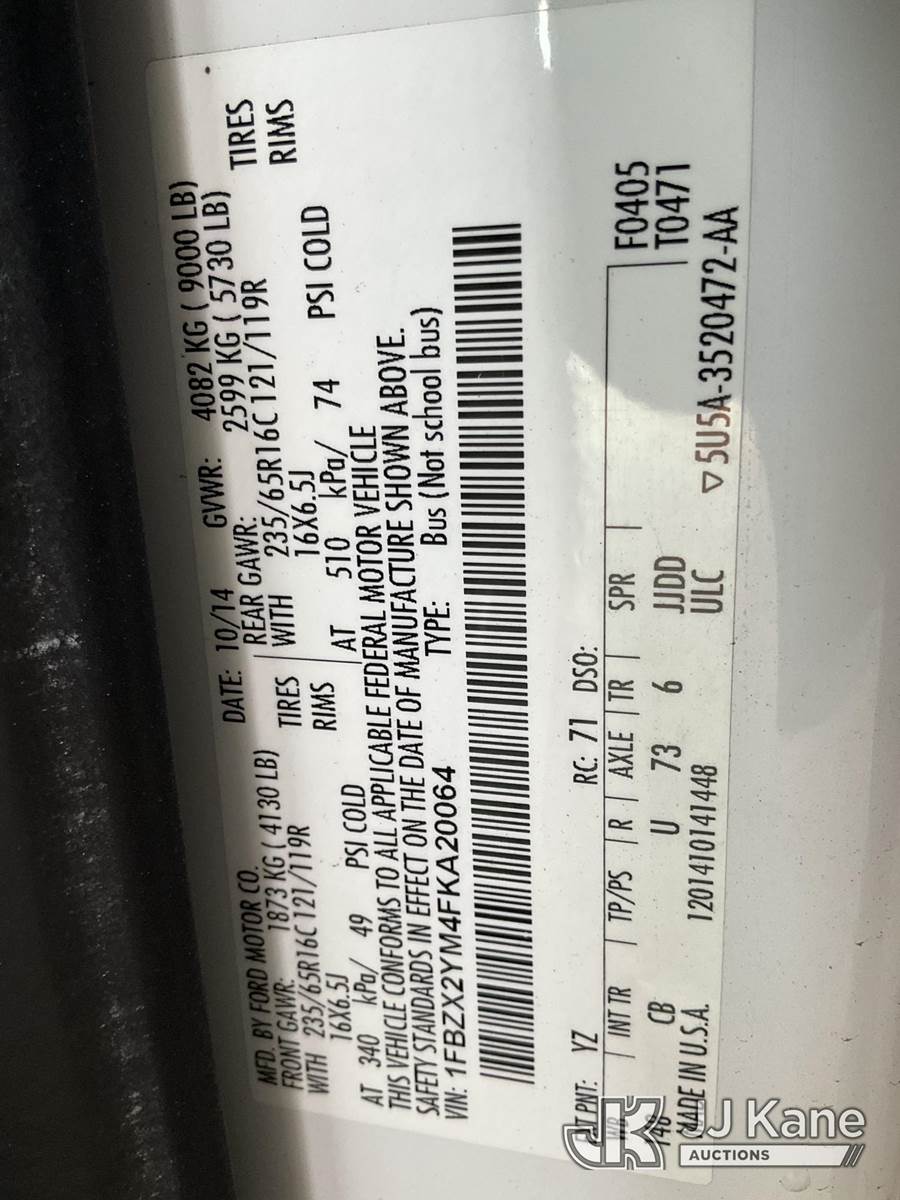 MFD. BY FORD MOTOR CO. DATE: 10/14 GVWR: 4082 KG ( 9000 LB)
FRONT GAWR: 1873 KG ( 4130 LB) REAR GAWR: 2599 KG ( 5730 LB)
WITH 235/65R16C 121/119R TIRES WITH 235/65R16C 121/119R TIRES
16X6.5J RIMS 16X6.5J RIMS
AT 340 kPa/ 49 PSI COLD AT 510 kPa/ 74 PSI COLD
THIS VEHICLE CONFORMS TO ALL APPLICABLE FEDERAL MOTOR VEHICLE
SAFETY STANDARDS IN EFFECT ON THE DATE OF MANUFACTURE SHOWN ABOVE.
VIN: 1FBZX2YM4FKA20064 TYPE: Bus (Not school bus)
PNT: YZ RC: 71 DSO:
INT TR TP/PS R AXLE TR SPR F0405
CB U 73 6 JJDD T0471
MADE IN U.S.A. 1201410141448 ULC
▽5U5A-3520472-AA
JJ Kane
AUCTIONS